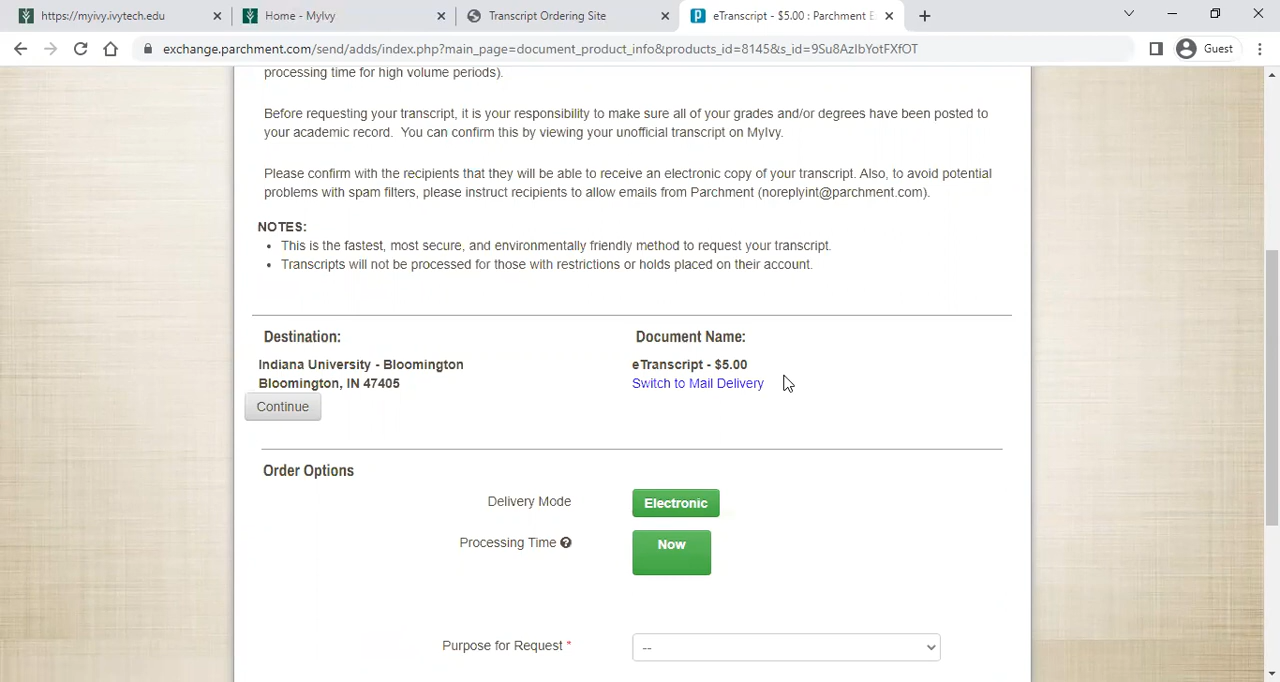 https://myivy.ivytech.edu
Home - MyIvy
Transcript Ordering Site
eTranscript - $5.00 : Parchment E
exchange.parchment.com/send/adds/index.php?main_page=document_product_info&products_id=8145&s_id=9Su8AzIbYotFXfOT
Guest
processing time for high volume periods).
Before requesting your transcript, it is your responsibility to make sure all of your grades and/or degrees have been posted to
your academic record. You can confirm this by viewing your unofficial transcript on MyIvy.
Please confirm with the recipients that they will be able to receive an electronic copy of your transcript. Also, to avoid potential
problems with spam filters, please instruct recipients to allow emails from Parchment (noreplyint@parchment.com).
NOTES:
• This is the fastest, most secure, and environmentally friendly method to request your transcript.
• Transcripts will not be processed for those with restrictions or holds placed on their account.
Destination:
Indiana University - Bloomington
Bloomington, IN 47405
Continue
Document Name:
eTranscript - $5.00
Switch to Mail Delivery
Order Options
Delivery Mode
Electronic
Processing Time
Now
Purpose for Request *
--